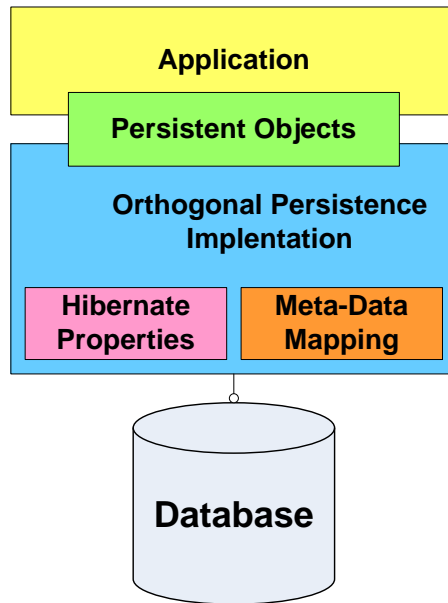 Application
Persistent Objects
Orthogonal Persistence
Implentation
Hibernate
Properties
Meta-Data
Mapping
Database